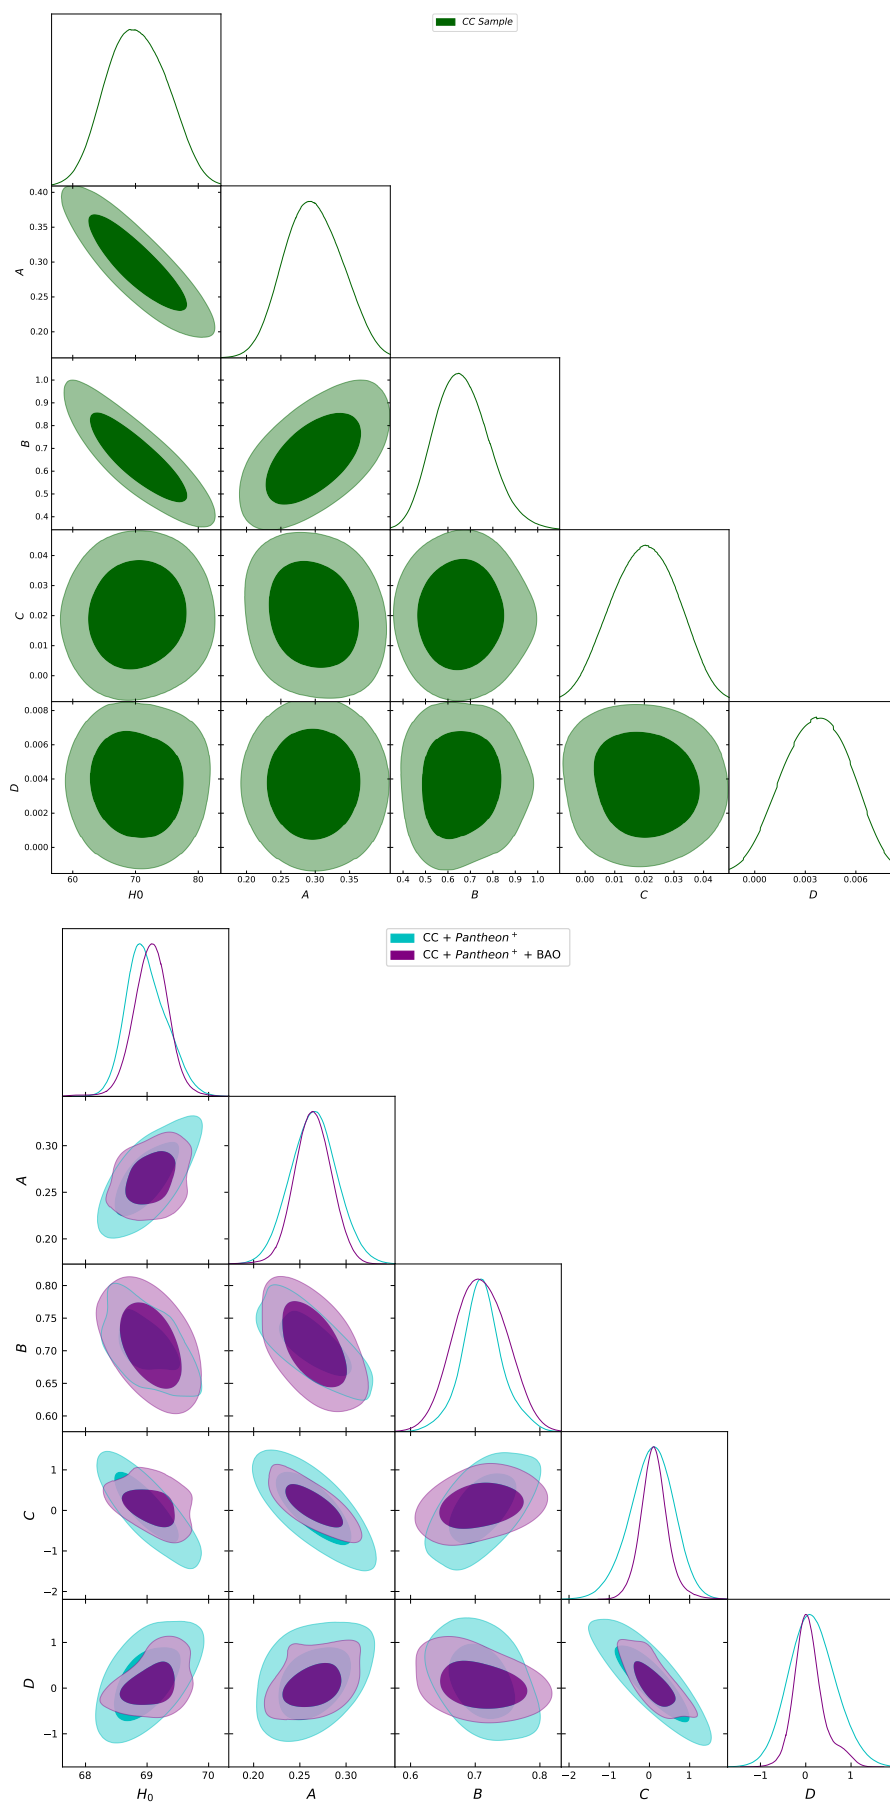 CC Sample
0.40
0.35
0.30
0.25
0.20
A
1.0
0.9
0.8
0.7
0.6
0.5
0.4
B
0.04
0.03
0.02
0.01
0.00
C
0.008
0.006
0.004
0.002
0.000
D
60 70 80 0.20 0.25 0.30 0.35 0.4 0.5 0.6 0.7 0.8 0.9 1.0 0.00 0.01 0.02 0.03 0.04 0.000 0.003 0.006
H0 A B C D
CC + Pantheon⁺
CC + Pantheon⁺ + BAO
0.30
0.25
0.20
A
0.80
0.75
0.70
0.65
0.60
B
1
0
−1
−2
C
1
0
−1
D
68 69 70 0.20 0.25 0.30 0.6 0.7 0.8 −2 −1 0 1 −1 0 1
H₀ A B C D